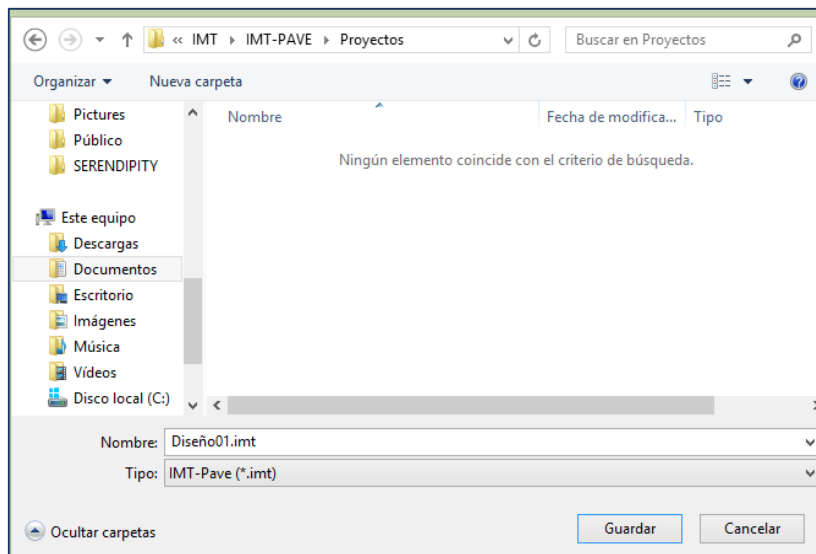 « IMT ▸ IMT-PAVE ▸ Proyectos
Buscar en Proyectos
Organizar
Nueva carpeta
Pictures
Público
SERENDIPITY
Este equipo
Descargas
Documentos
Escritorio
Imágenes
Música
Vídeos
Disco local (C:)
Nombre
Fecha de modifica...
Tipo
Ningún elemento coincide con el criterio de búsqueda.
Nombre: Diseño01.imt
Tipo: IMT-Pave (*.imt)
Ocultar carpetas
Guardar
Cancelar